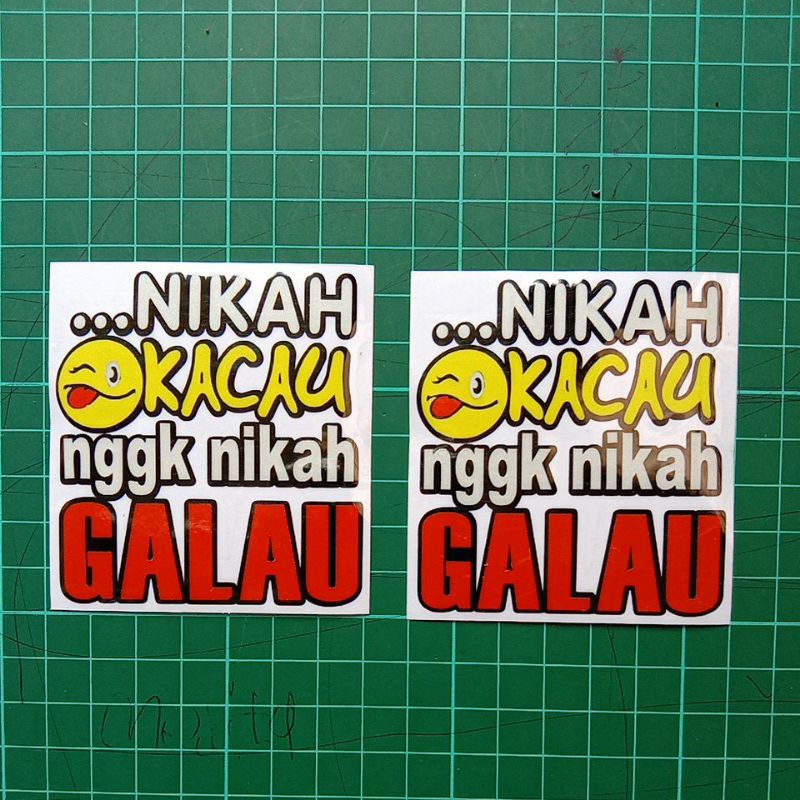 ...NIKAH
KACAU
nggk nikah
GALAU
...NIKAH
KACAU
nggk nikah
GALAU